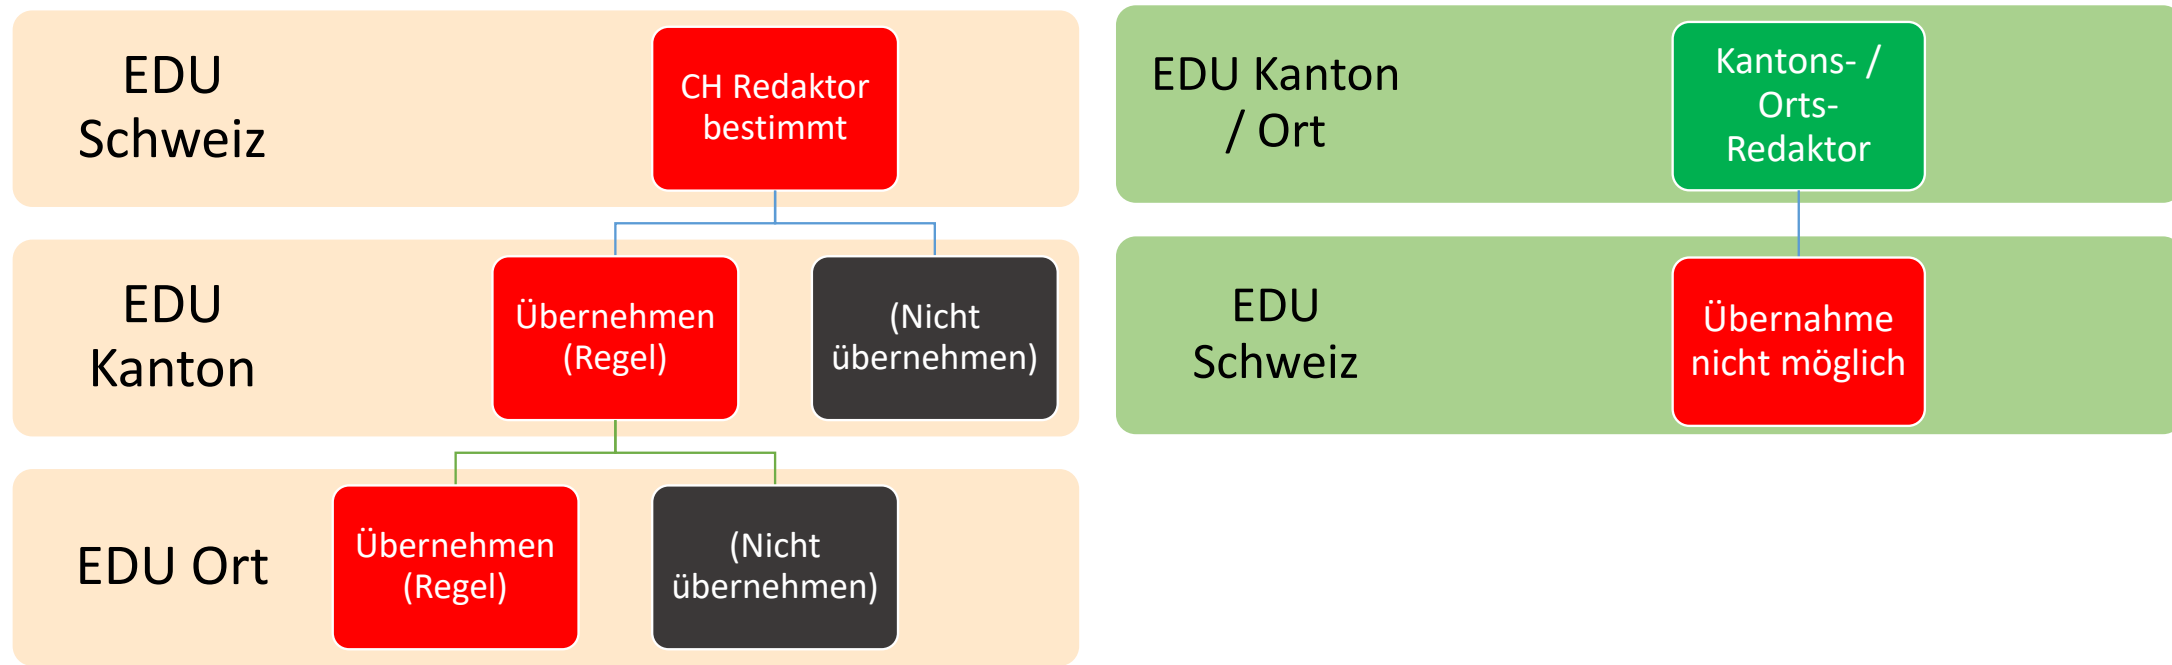 EDU
Schweiz
CH Redaktor
bestimmt
EDU
Kanton
Übernehmen
(Regel)
(Nicht
übernehmen)
EDU Ort
Übernehmen
(Regel)
(Nicht
übernehmen)
EDU Kanton
/ Ort
Kantons- /
Orts-
Redaktor
EDU
Schweiz
Übernahme
nicht möglich